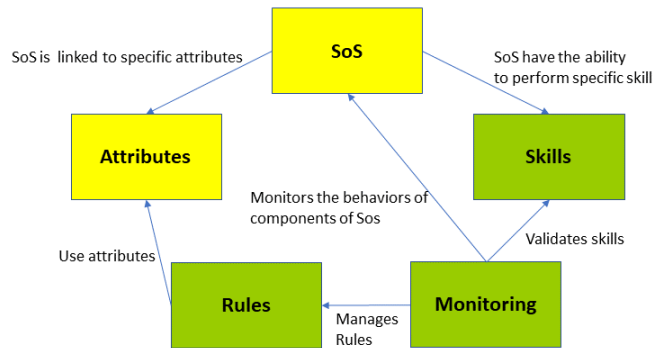 SoS
SoS is linked to specific attributes
SoS have the ability
to perform specific skill
Attributes
Skills
Monitors the behaviors of
components of Sos
Use attributes
Validates skills
Rules
Monitoring
Manages
Rules